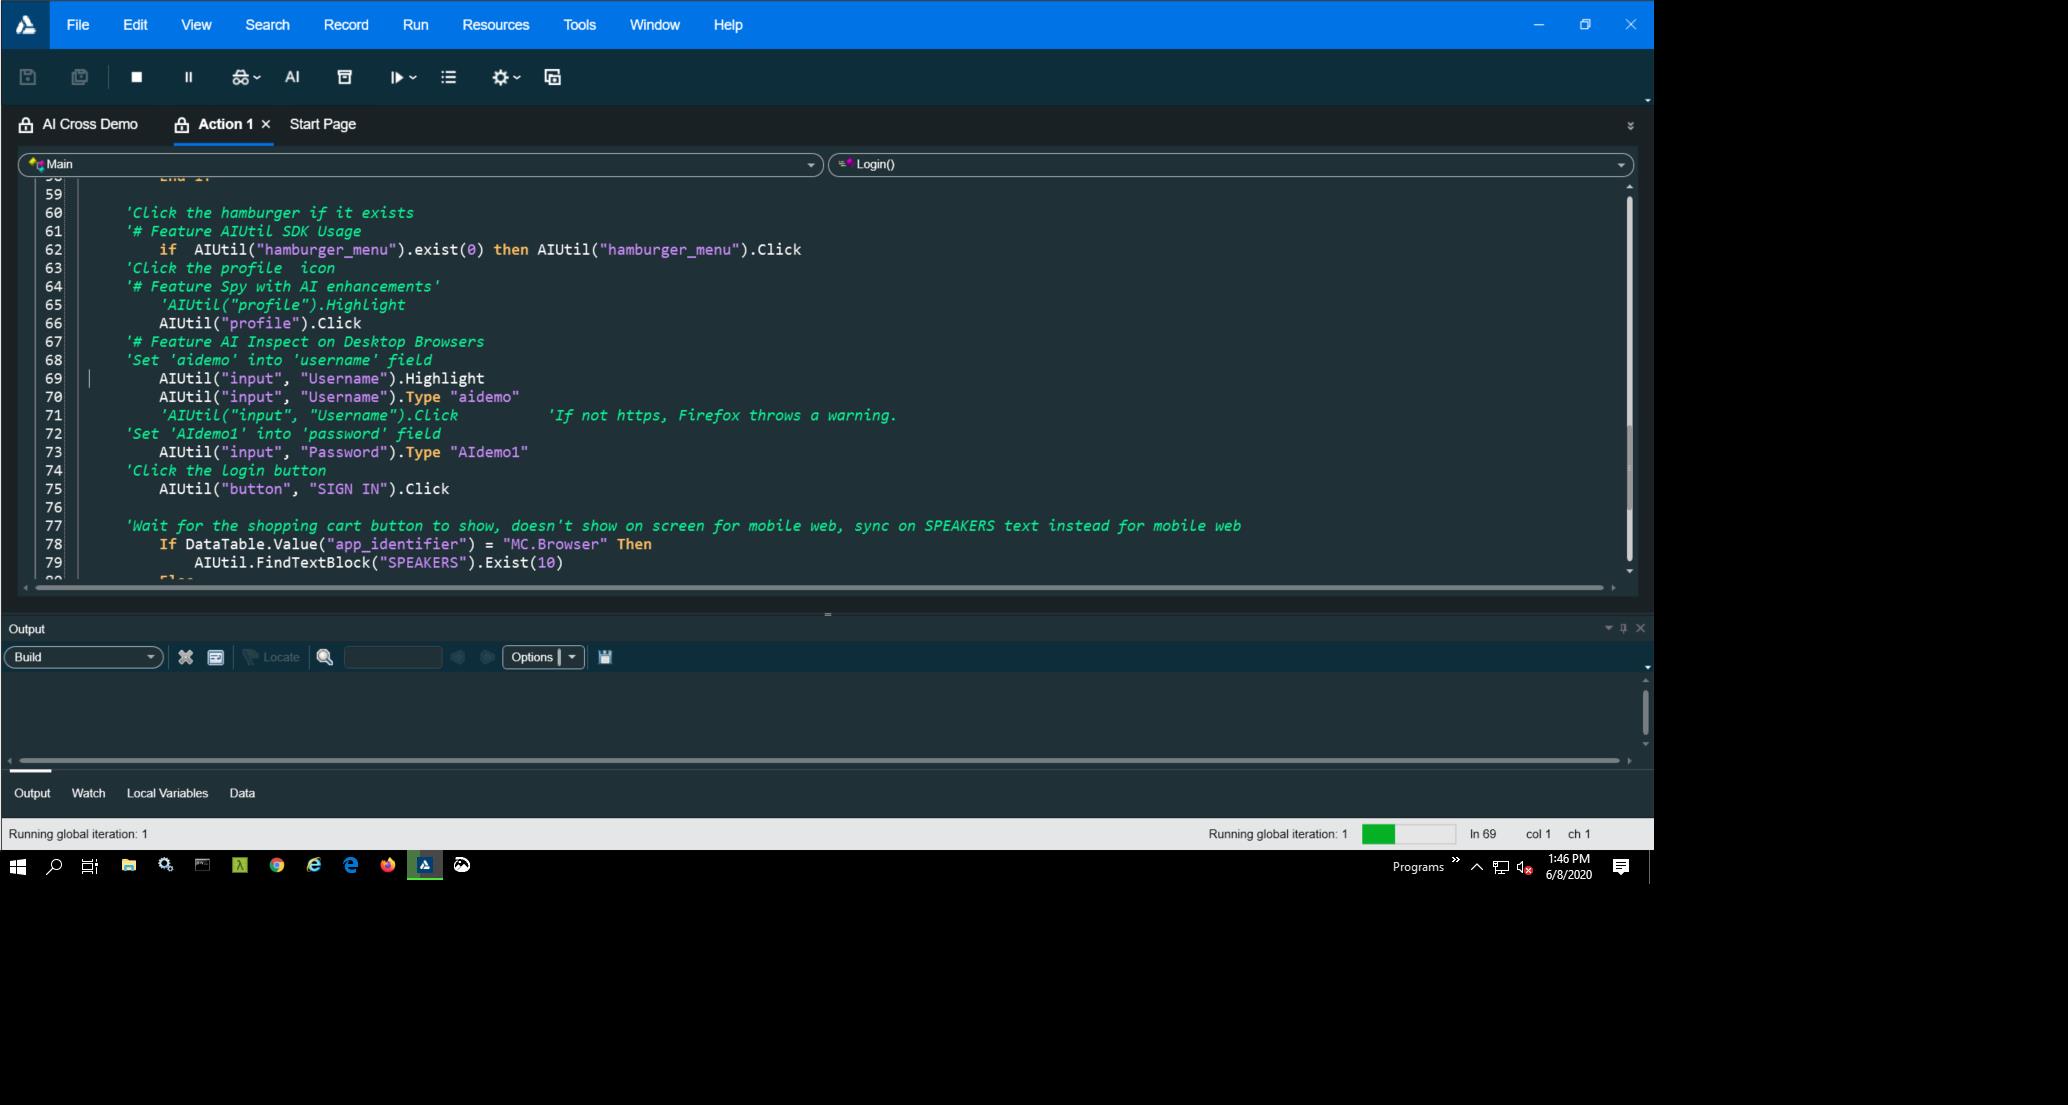 File Edit View Search Record Run Resources Tools Window Help
AI
AI Cross Demo Action 1 × Start Page
Main Login()
58 End If
59
60 'Click the hamburger if it exists
61 '# Feature AIUtil SDK Usage
62 if AIUtil("hamburger_menu").exist(0) then AIUtil("hamburger_menu").Click
63 'Click the profile  icon
64 '# Feature Spy with AI enhancements'
65 'AIUtil("profile").Highlight
66 AIUtil("profile").Click
67 '# Feature AI Inspect on Desktop Browsers
68 'Set 'aidemo' into 'username' field
69 AIUtil("input", "Username").Highlight
70 AIUtil("input", "Username").Type "aidemo"
71 'AIUtil("input", "Username").Click 'If not https, Firefox throws a warning.
72 'Set 'AIdemo1' into 'password' field
73 AIUtil("input", "Password").Type "AIdemo1"
74 'Click the login button
75 AIUtil("button", "SIGN IN").Click
76
77 'Wait for the shopping cart button to show, doesn't show on screen for mobile web, sync on SPEAKERS text instead for mobile web
78 If DataTable.Value("app_identifier") = "MC.Browser" Then
79 AIUtil.FindTextBlock("SPEAKERS").Exist(10)
80 Else
Output
Build Locate Options
Output Watch Local Variables Data
Running global iteration: 1 Running global iteration: 1 ln 69 col 1 ch 1
Programs 1:46 PM
6/8/2020